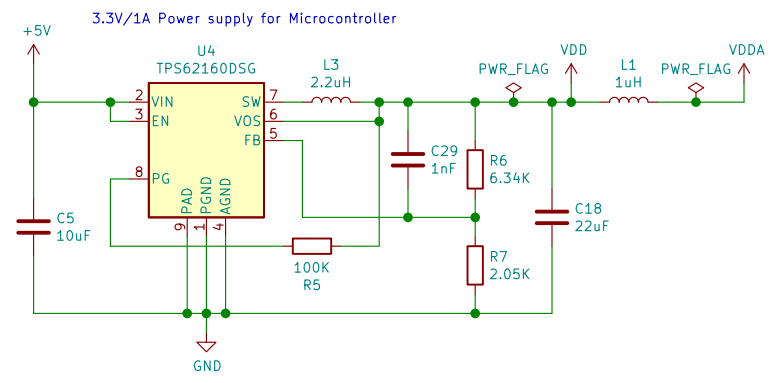 3.3V/1A Power supply for Microcontroller
+5V
U4
TPS62160DSG
L3
2.2uH
PWR_FLAG
VDD
L1
1uH
PWR_FLAG
VDDA
2
VIN
SW
7
3
EN
VOS
6
FB
5
8
PG
PAD
PGND
AGND
9
1
4
C29
1nF
R6
6.34K
C5
10uF
C18
22uF
100K
R5
R7
2.05K
GND